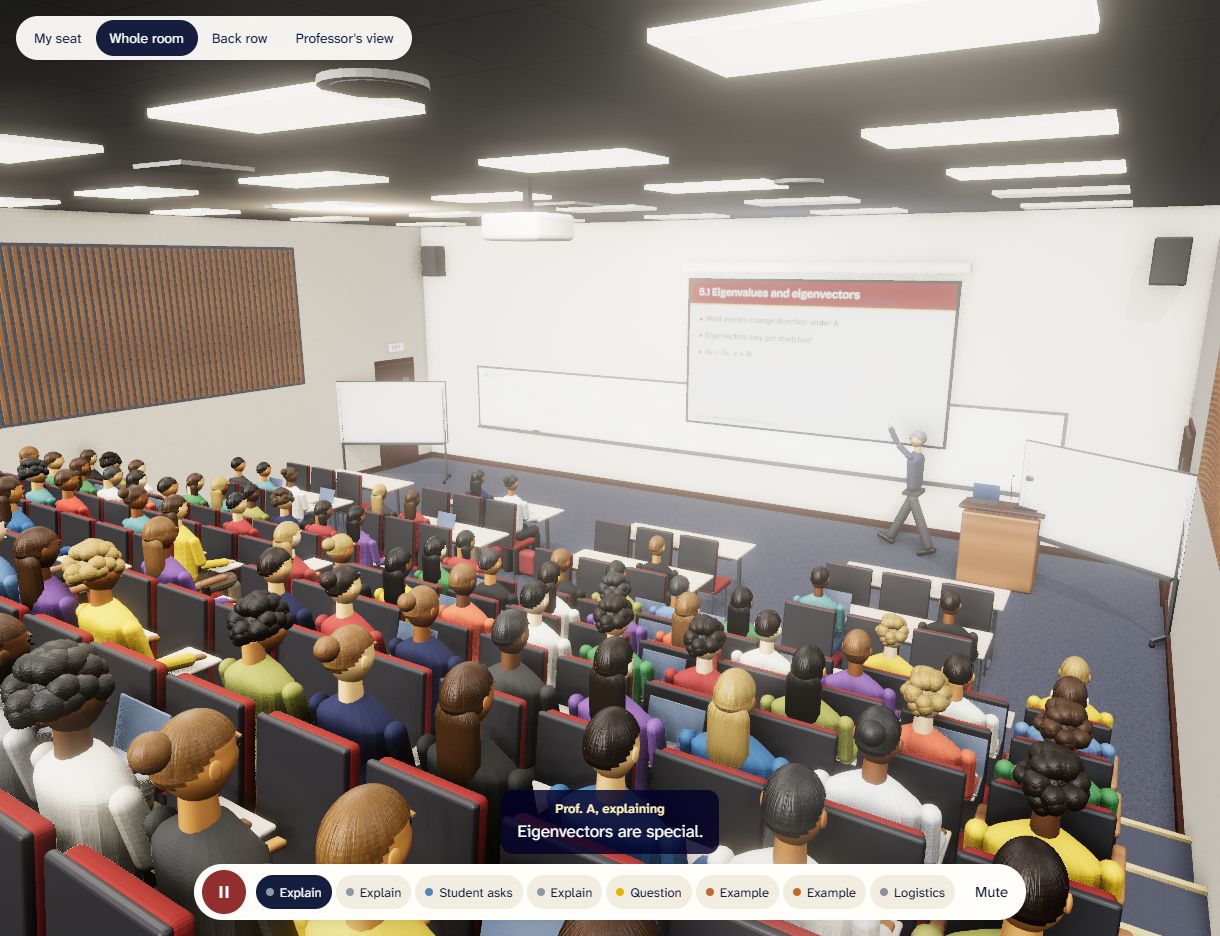 My seat
Whole room
Back row
Professor's view
5.1 Eigenvalues and eigenvectors
• Most vectors change direction under A
• Eigenvectors only get stretched
EXIT
Prof. A, explaining
Eigenvectors are special.
Explain
Explain
Student asks
Explain
Question
Example
Example
Logistics
Mute